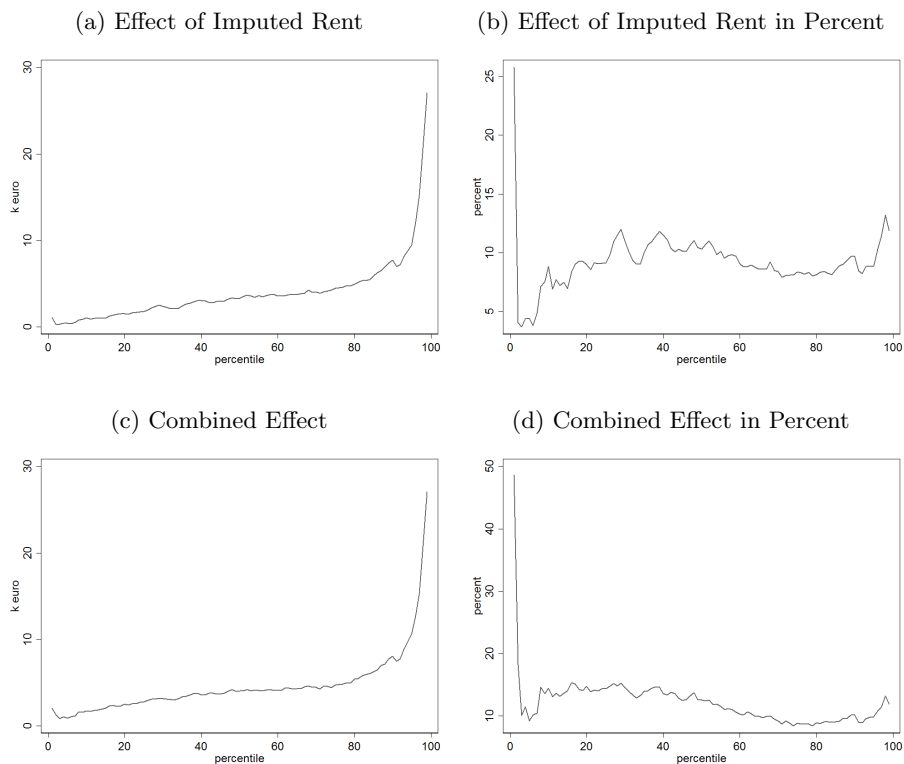 (a) Effect of Imputed Rent
30
20
10
0
k euro
0 20 40 60 80 100
percentile
(b) Effect of Imputed Rent in Percent
25
20
15
10
5
percent
0 20 40 60 80 100
percentile
(c) Combined Effect
30
20
10
0
k euro
0 20 40 60 80 100
percentile
(d) Combined Effect in Percent
50
40
30
20
10
percent
0 20 40 60 80 100
percentile